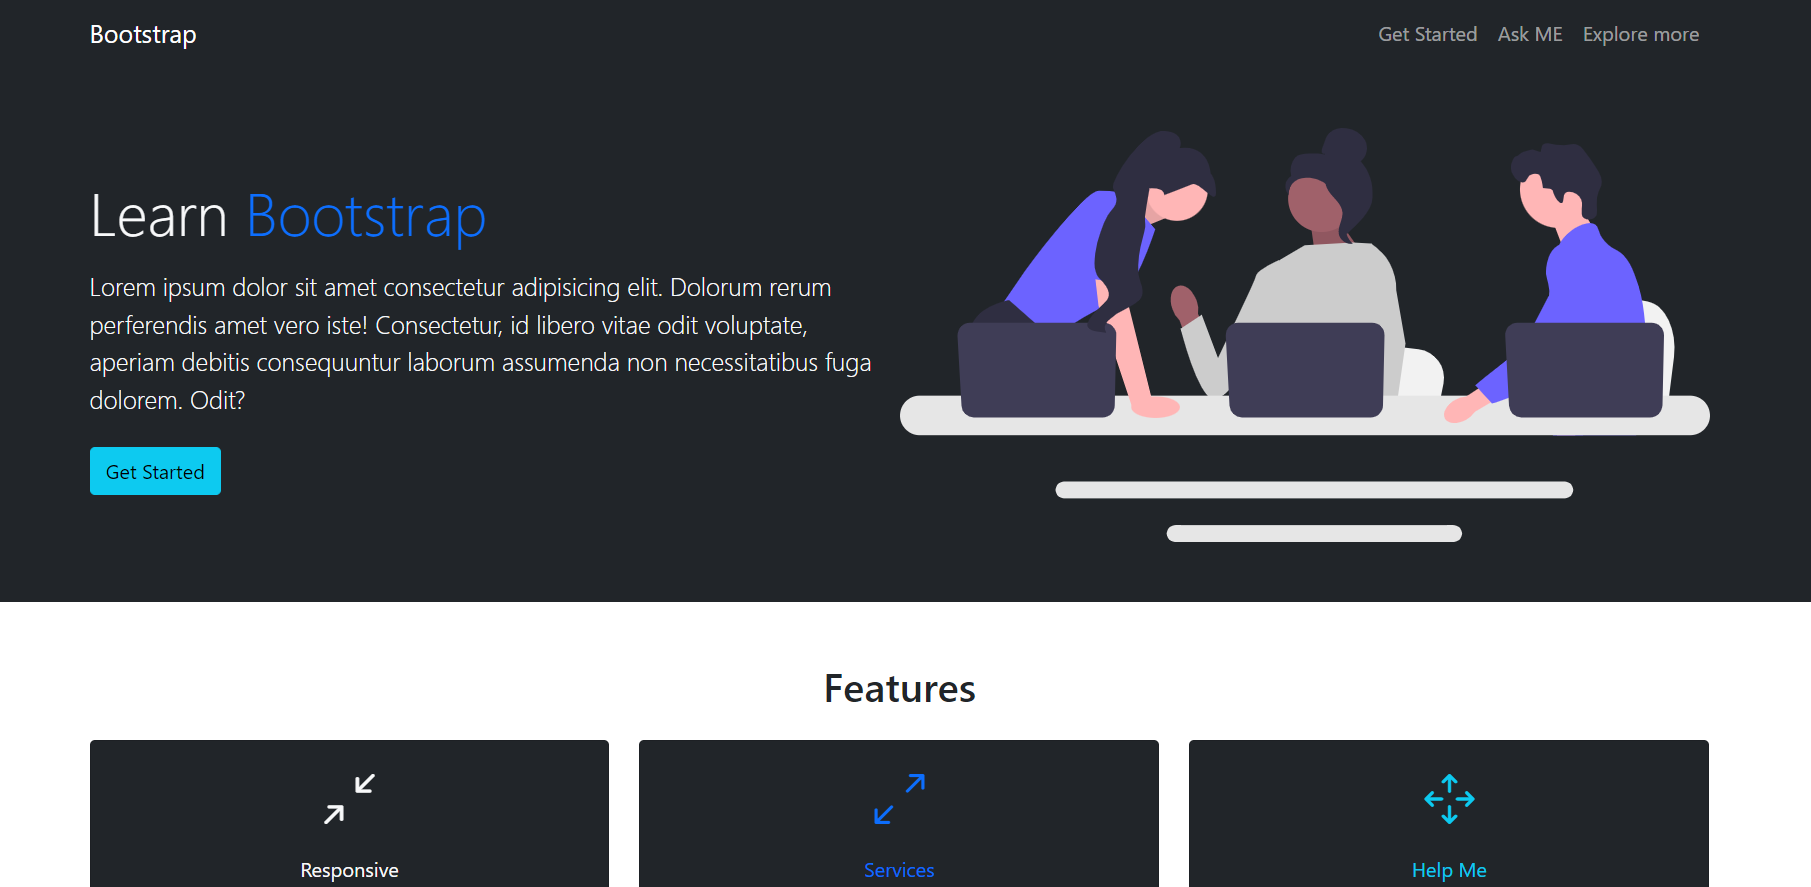 Bootstrap
Get Started
Ask ME
Explore more
Learn Bootstrap
Lorem ipsum dolor sit amet consectetur adipisicing elit. Dolorum rerum
perferendis amet vero iste! Consectetur, id libero vitae odit voluptate,
aperiam debitis consequuntur laborum assumenda non necessitatibus fuga
dolorem. Odit?
Get Started
Features
Responsive
Services
Help Me